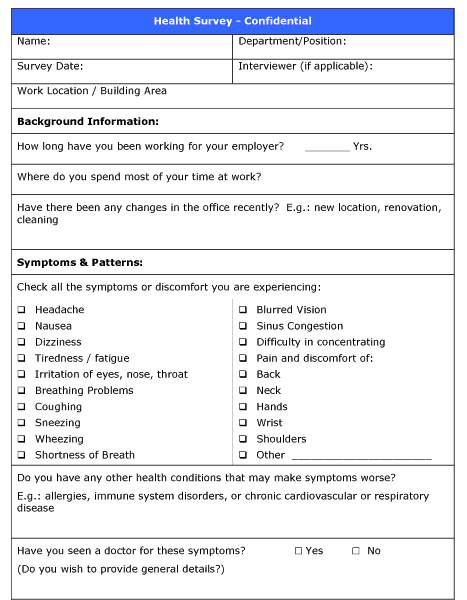 Health Survey – Confidential
Name:
Department/Position:
Survey Date:
Interviewer (if applicable):
Work Location / Building Area
Background Information:
How long have you been working for your employer? ________ Yrs.
Where do you spend most of your time at work?
Have there been any changes in the office recently? E.g.: new location, renovation,
cleaning
Symptoms & Patterns:
Check all the symptoms or discomfort you are experiencing:
❑ Headache
❑ Nausea
❑ Dizziness
❑ Tiredness / fatigue
❑ Irritation of eyes, nose, throat
❑ Breathing Problems
❑ Coughing
❑ Sneezing
❑ Wheezing
❑ Shortness of Breath
❑ Blurred Vision
❑ Sinus Congestion
❑ Difficulty in concentrating
❑ Pain and discomfort of:
❑ Back
❑ Neck
❑ Hands
❑ Wrist
❑ Shoulders
❑ Other _________________________
Do you have any other health conditions that may make symptoms worse?
E.g.: allergies, immune system disorders, or chronic cardiovascular or respiratory
disease
Have you seen a doctor for these symptoms? ☐ Yes ☐ No
(Do you wish to provide general details?)